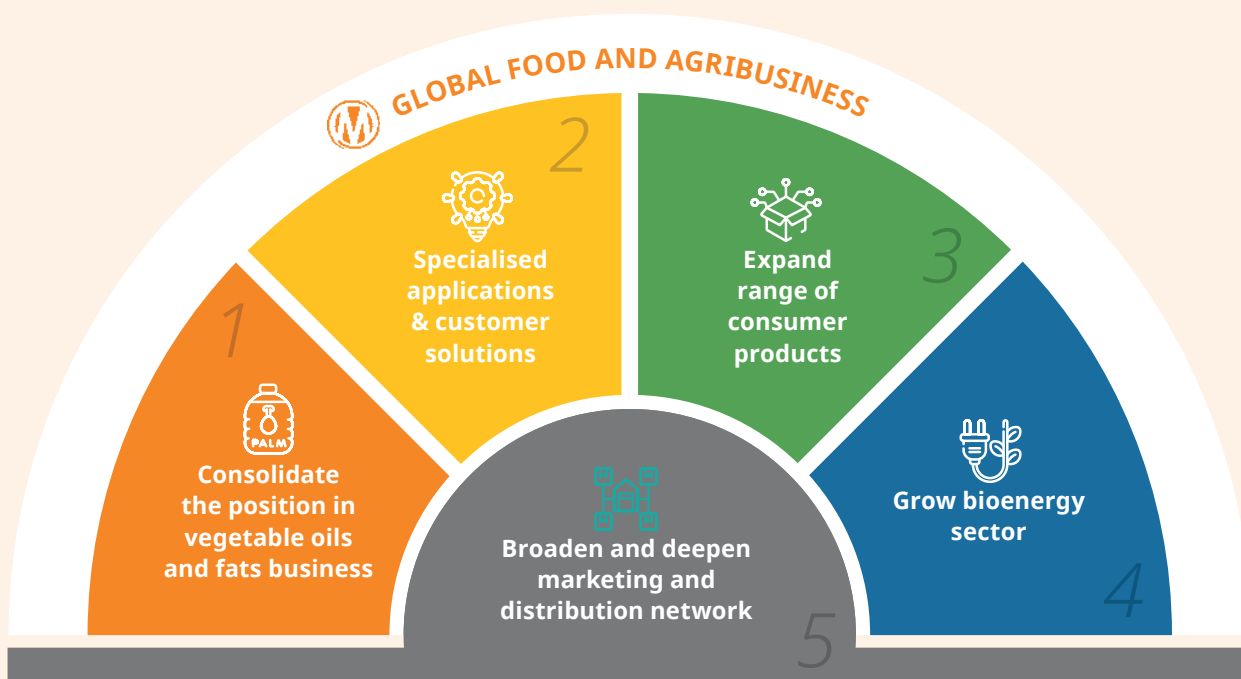 GLOBAL FOOD AND AGRIBUSINESS
1
PALM
Consolidate
the position in
vegetable oils
and fats business
2
Specialised
applications
& customer
solutions
3
Expand
range of
consumer
products
4
Grow bioenergy
sector
5
Broaden and deepen
marketing and
distribution network